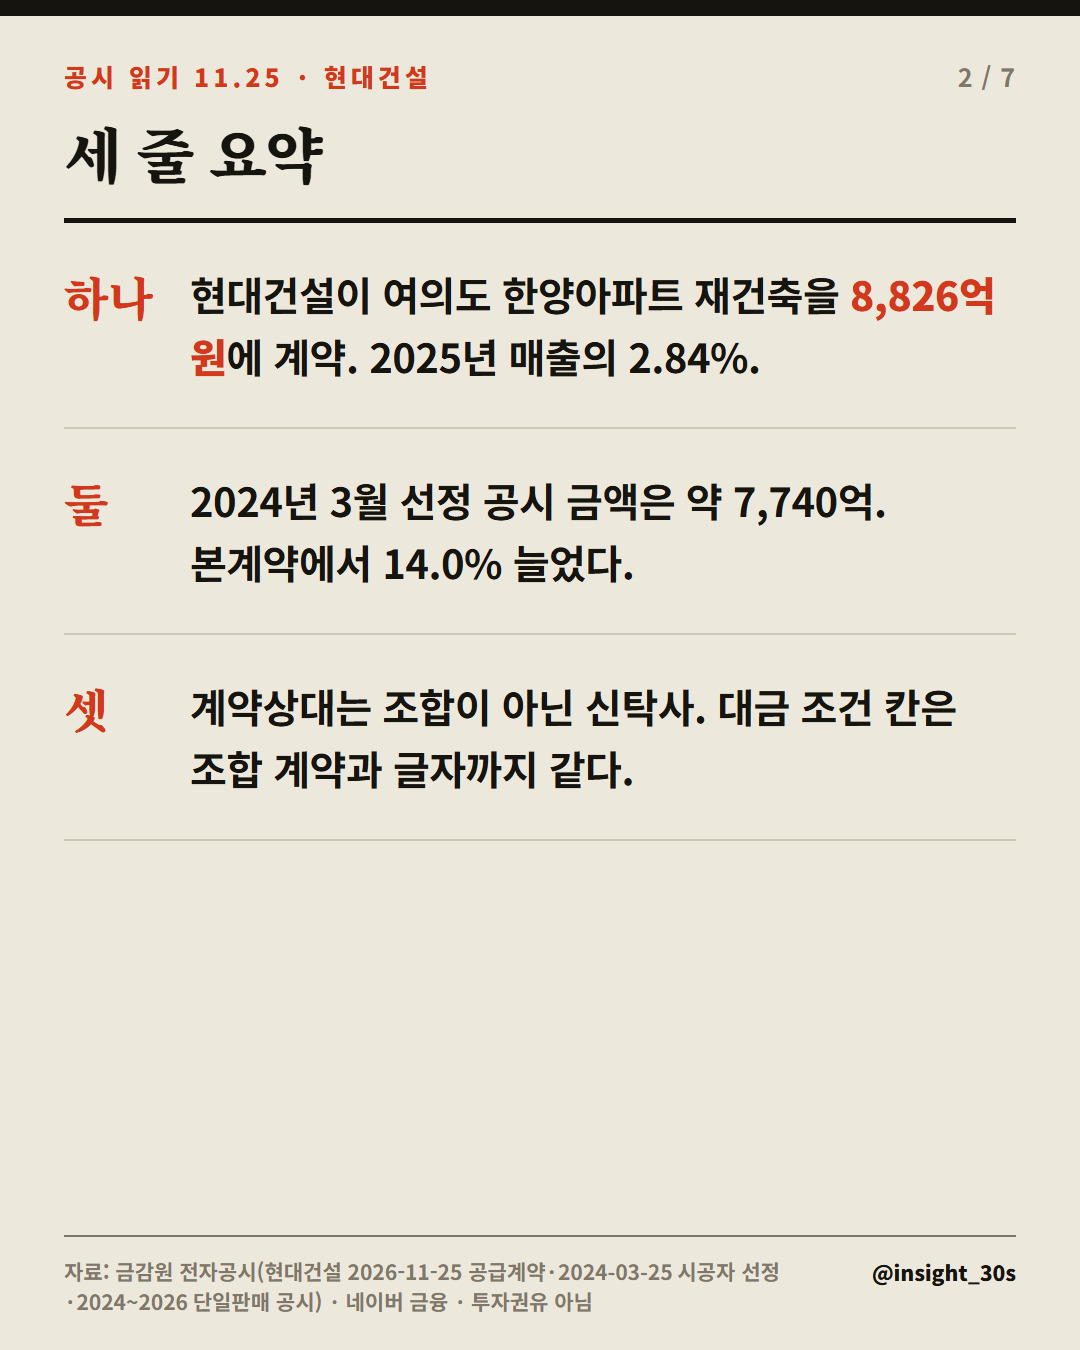 공시 읽기 11.25 · 현대건설
2 / 7
세 줄 요약
하나
현대건설이 여의도 한양아파트 재건축을 8,826억
원에 계약. 2025년 매출의 2.84%.
둘
2024년 3월 선정 공시 금액은 약 7,740억.
본계약에서 14.0% 늘었다.
셋
계약상대는 조합이 아닌 신탁사. 대금 조건 칸은
조합 계약과 글자까지 같다.
자료: 금감원 전자공시(현대건설 2026-11-25 공급계약·2024-03-25 시공자 선정
·2024~2026 단일판매 공시) · 네이버 금융 · 투자권유 아님
@insight_30s